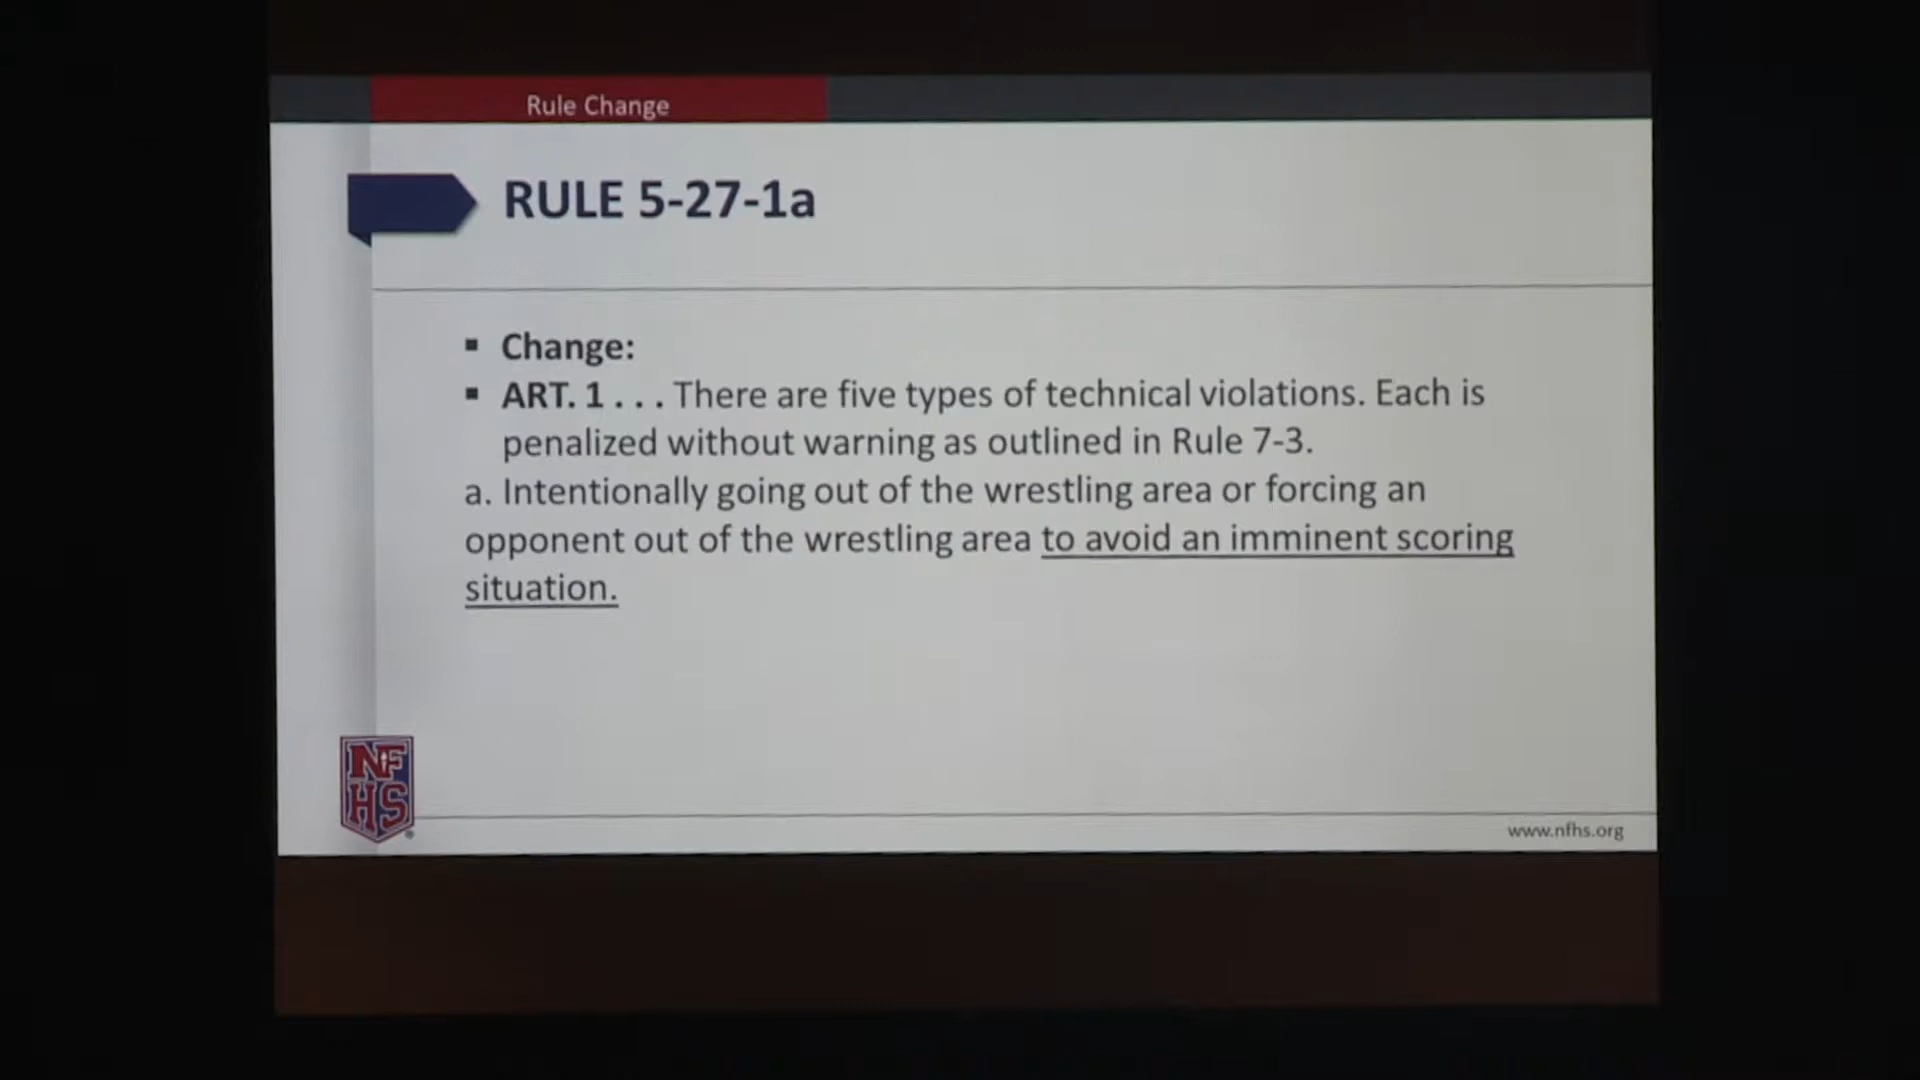 Rule Change
RULE 5-27-1a
▪ Change:
▪ ART. 1 . . . There are five types of technical violations. Each is
penalized without warning as outlined in Rule 7-3.
a. Intentionally going out of the wrestling area or forcing an
opponent out of the wrestling area to avoid an imminent scoring
situation.
NF
HS
®
www.nfhs.org